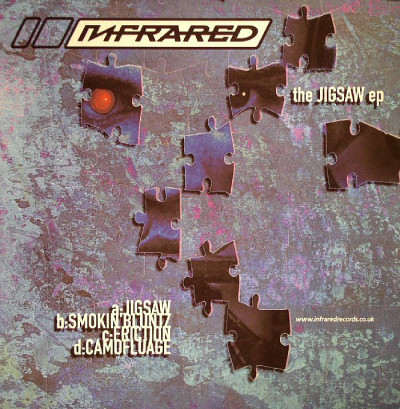 INFRARED
the JIGSAW ep
a:JIGSAW
b:SMOKIN BLUNTZ
c:FRICTION
d:CAMOFLUAGE
www.infraredrecords.co.uk